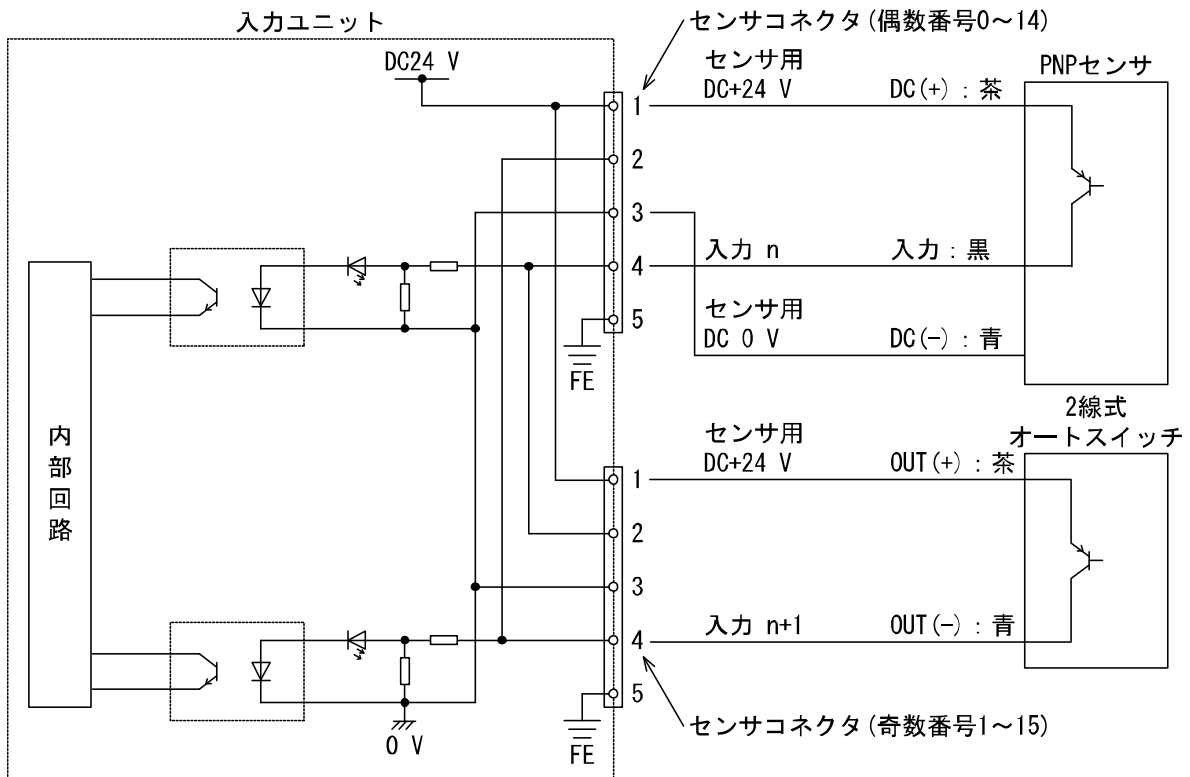 入力ユニット
センサコネクタ(偶数番号0～14)
DC24 V
センサ用
DC+24 V
DC(+) : 茶
PNPセンサ
1
2
3
4
5
入力 n
入力 : 黒
センサ用
DC 0 V
DC(-) : 青
FE
内部回路
2線式
オートスイッチ
センサ用
DC+24 V
OUT(+) : 茶
1
2
3
4
5
入力 n+1
OUT(-) : 青
0 V
FE
センサコネクタ(奇数番号1～15)